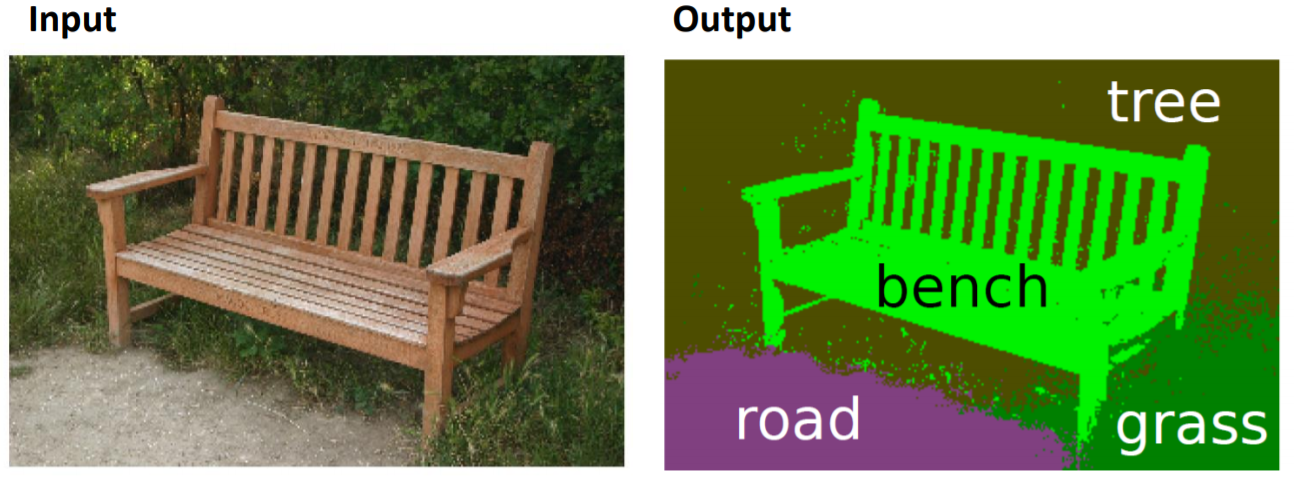 Input
Output
tree
bench
road
grass